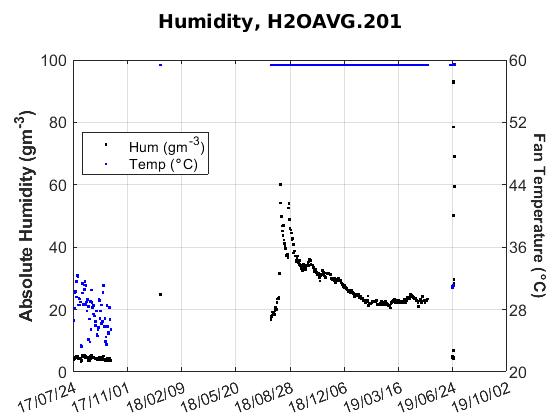 Humidity, H2OAVG.201
Absolute Humidity (gm-3)
100
80
60
40
20
0
Hum (gm-3)
Temp (°C)
60
52
44
36
28
20
Fan Temperature (°C)
17/07/24 17/11/01 18/02/09 18/05/20 18/08/28 18/12/06 19/03/16 19/06/24 19/10/02